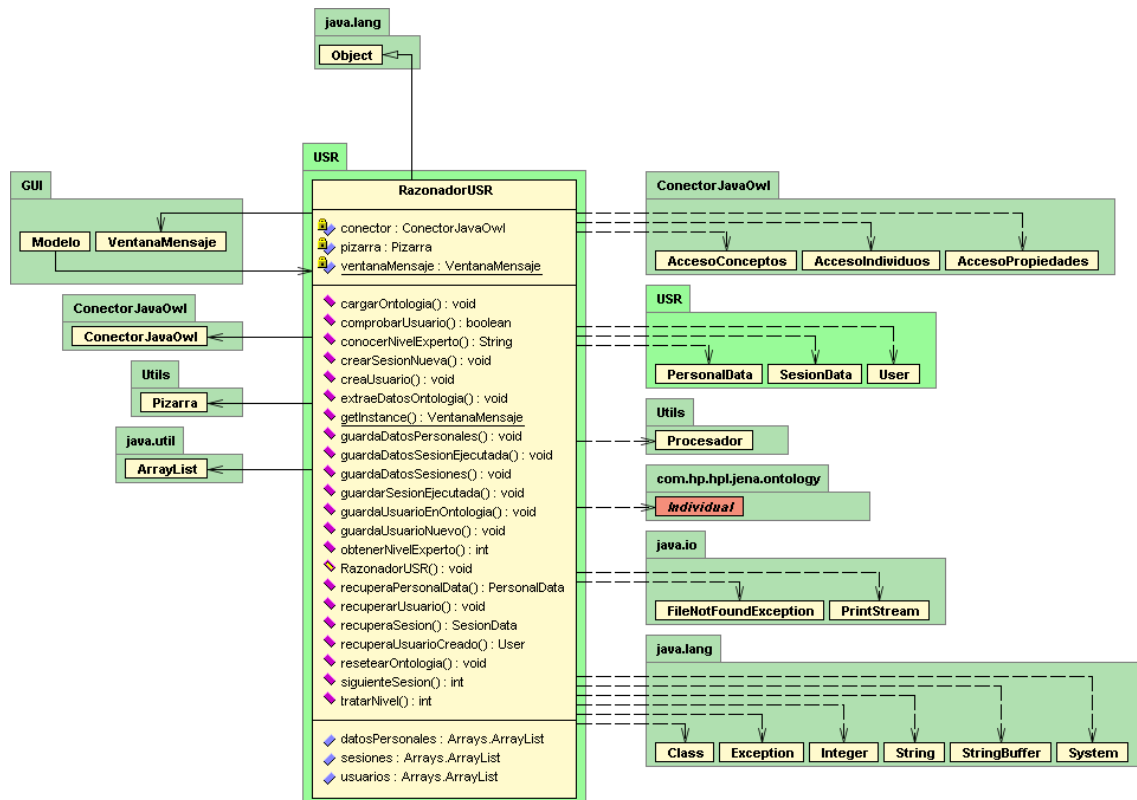 java.lang
Object
USR
RazonadorUSR
conector : ConectorJavaOwl
pizarra : Pizarra
ventanaMensaje : VentanaMensaje
cargarOntologia() : void
comprobarUsuario() : boolean
conocerNivelExperto() : String
crearSesionNueva() : void
creaUsuario() : void
extraeDatosOntologia() : void
getInstance() : VentanaMensaje
guardaDatosPersonales() : void
guardaDatosSesionEjecutada() : void
guardaDatosSesiones() : void
guardarSesionEjecutada() : void
guardaUsuarioEnOntologia() : void
guardaUsuarioNuevo() : void
obtenerNivelExperto() : int
RazonadorUSR() : void
recuperaPersonalData() : PersonalData
recuperarUsuario() : void
recuperaSesion() : SesionData
recuperaUsuarioCreado() : User
resetearOntologia() : void
siguienteSesion() : int
tratarNivel() : int
datosPersonales : Arrays.ArrayList
sesiones : Arrays.ArrayList
usuarios : Arrays.ArrayList
GUI
Modelo
VentanaMensaje
ConectorJavaOwl
ConectorJavaOwl
Utils
Pizarra
java.util
ArrayList
ConectorJavaOwl
AccesoConceptos
AccesoIndividuos
AccesoPropiedades
USR
PersonalData
SesionData
User
Utils
Procesador
com.hp.hpl.jena.ontology
Individual
java.io
FileNotFoundException
PrintStream
java.lang
Class
Exception
Integer
String
StringBuffer
System